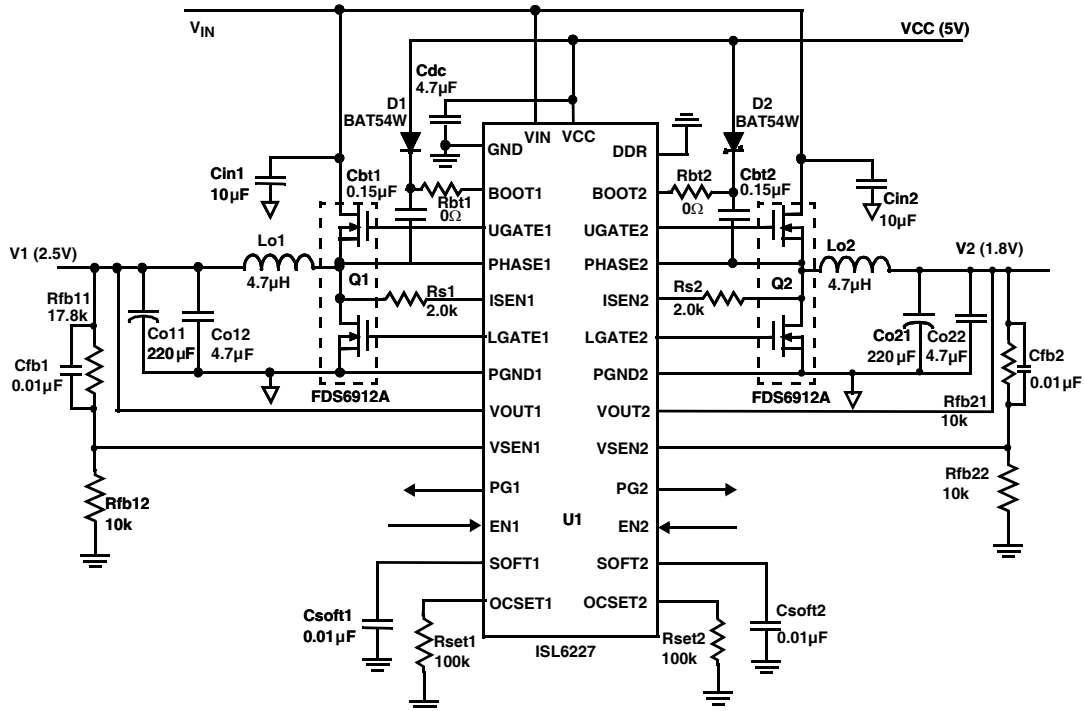 VIN
VCC (5V)
Cdc
4.7µF
D1
BAT54W
D2
BAT54W
VIN
VCC
GND
DDR
Cin1
10µF
Cbt1
0.15µF
Rbt1
0Ω
BOOT1
BOOT2
Rbt2
0Ω
Cbt2
0.15µF
Cin2
10µF
UGATE1
UGATE2
V1 (2.5V)
Lo1
4.7µH
PHASE1
PHASE2
Lo2
4.7µH
V2 (1.8V)
Q1
Rs1
2.0k
ISEN1
ISEN2
Rs2
2.0k
Q2
Rfb11
17.8k
Co11
220µF
Co12
4.7µF
LGATE1
LGATE2
Co21
220µF
Co22
4.7µF
Cfb1
0.01µF
Cfb2
0.01µF
PGND1
PGND2
FDS6912A
FDS6912A
VOUT1
VOUT2
Rfb21
10k
VSEN1
VSEN2
Rfb12
10k
Rfb22
10k
PG1
PG2
U1
EN1
EN2
SOFT1
SOFT2
OCSET1
OCSET2
Csoft1
0.01µF
Csoft2
0.01µF
Rset1
100k
Rset2
100k
ISL6227